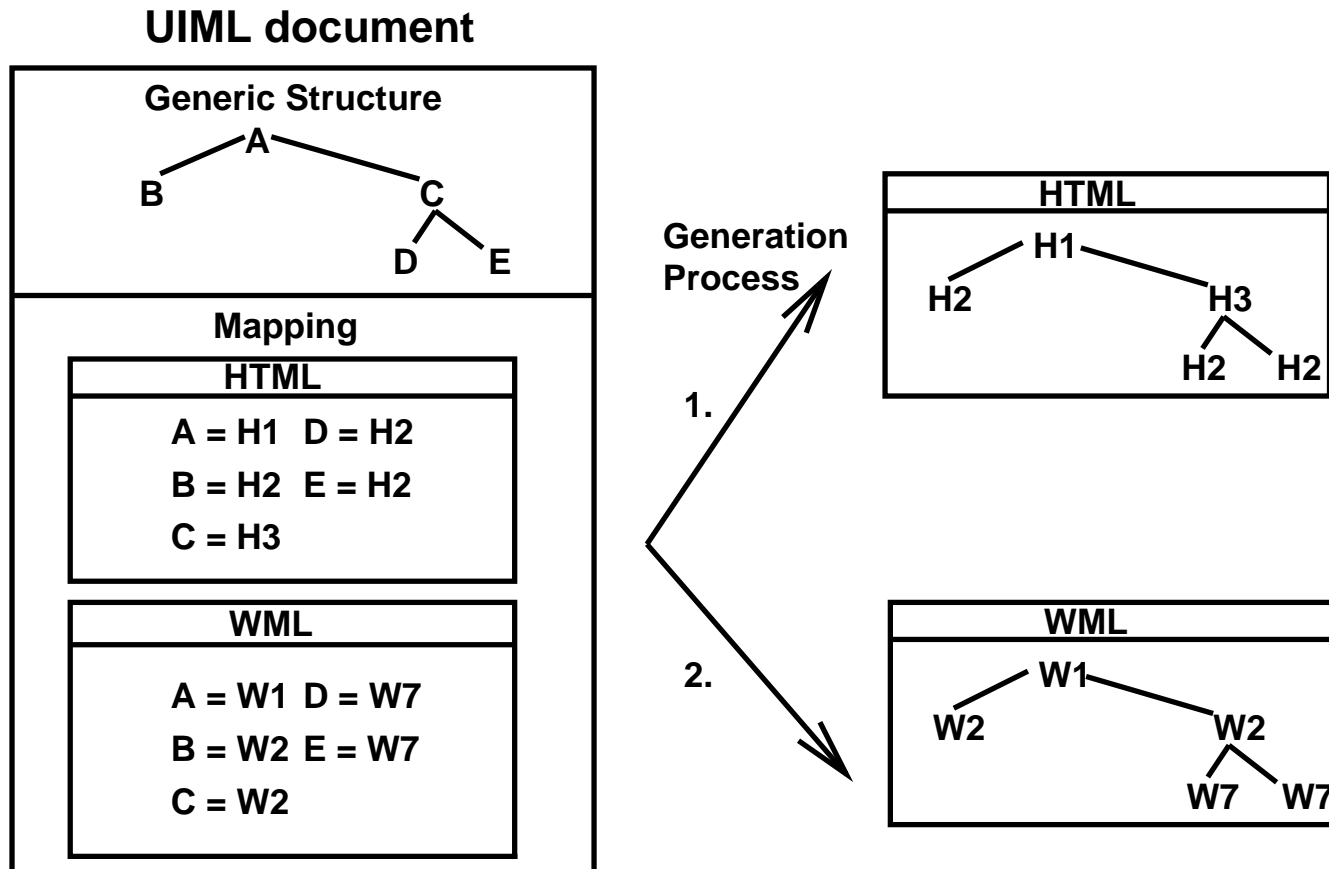 UIML document
Generic Structure
A
B
C
D
E
Mapping
HTML
A = H1 D = H2
B = H2 E = H2
C = H3
WML
A = W1 D = W7
B = W2 E = W7
C = W2
Generation
Process
1.
2.
HTML
H1
H2
H3
H2
H2
WML
W1
W2
W2
W7
W7